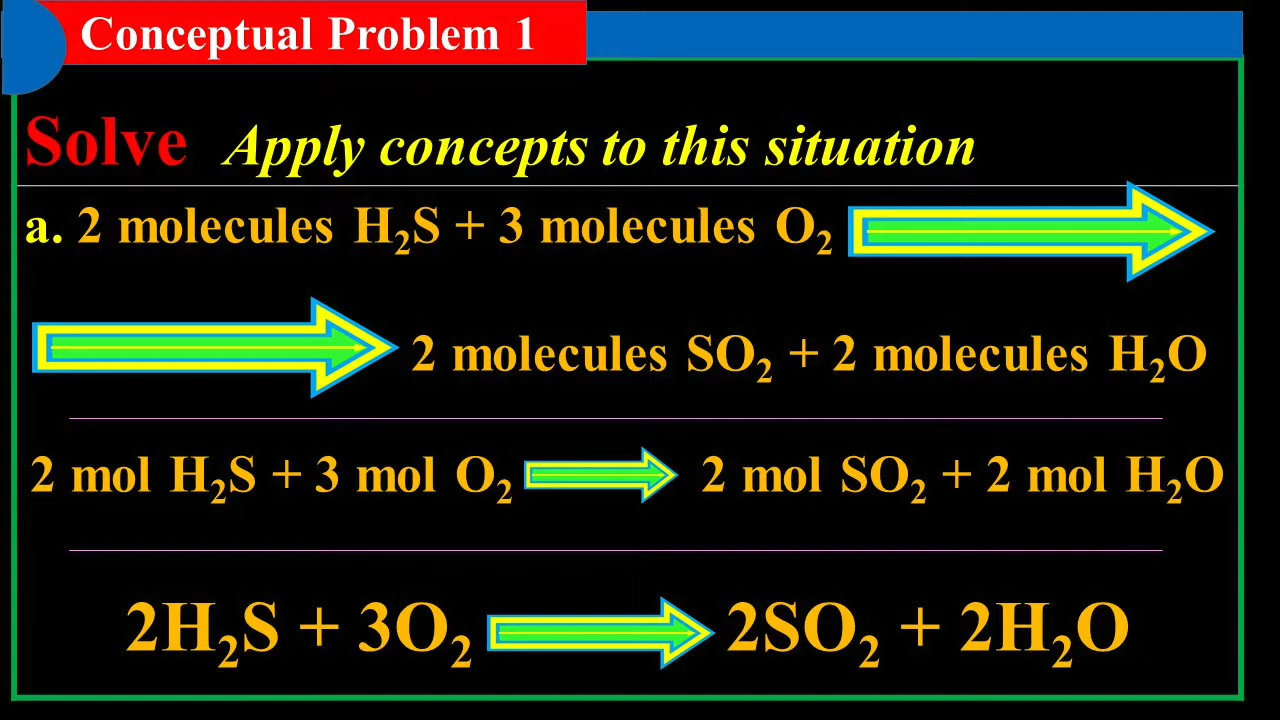 Conceptual Problem 1
Solve Apply concepts to this situation
a. 2 molecules H₂S + 3 molecules O₂
2 molecules SO₂ + 2 molecules H₂O
2 mol H₂S + 3 mol O₂ 2 mol SO₂ + 2 mol H₂O
2H₂S + 3O₂ 2SO₂ + 2H₂O